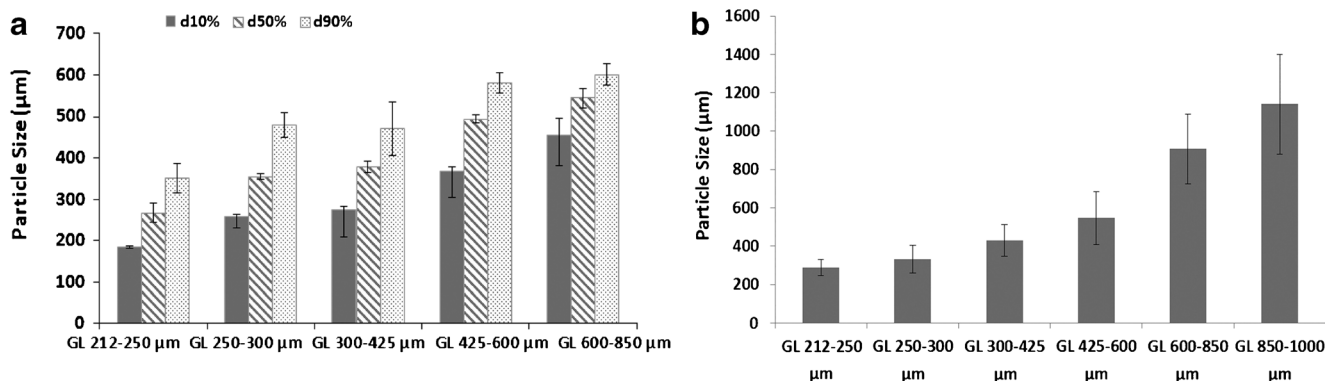 a
d10% d50% d90%
Particle Size (µm)
700
600
500
400
300
200
100
0
GL 212-250 µm GL 250-300 µm GL 300-425 µm GL 425-600 µm GL 600-850 µm
b
Particle Size (µm)
1600
1400
1200
1000
800
600
400
200
0
GL 212-250 GL 250-300 GL 300-425 GL 425-600 GL 600-850 GL 850-1000
µm µm µm µm µm µm